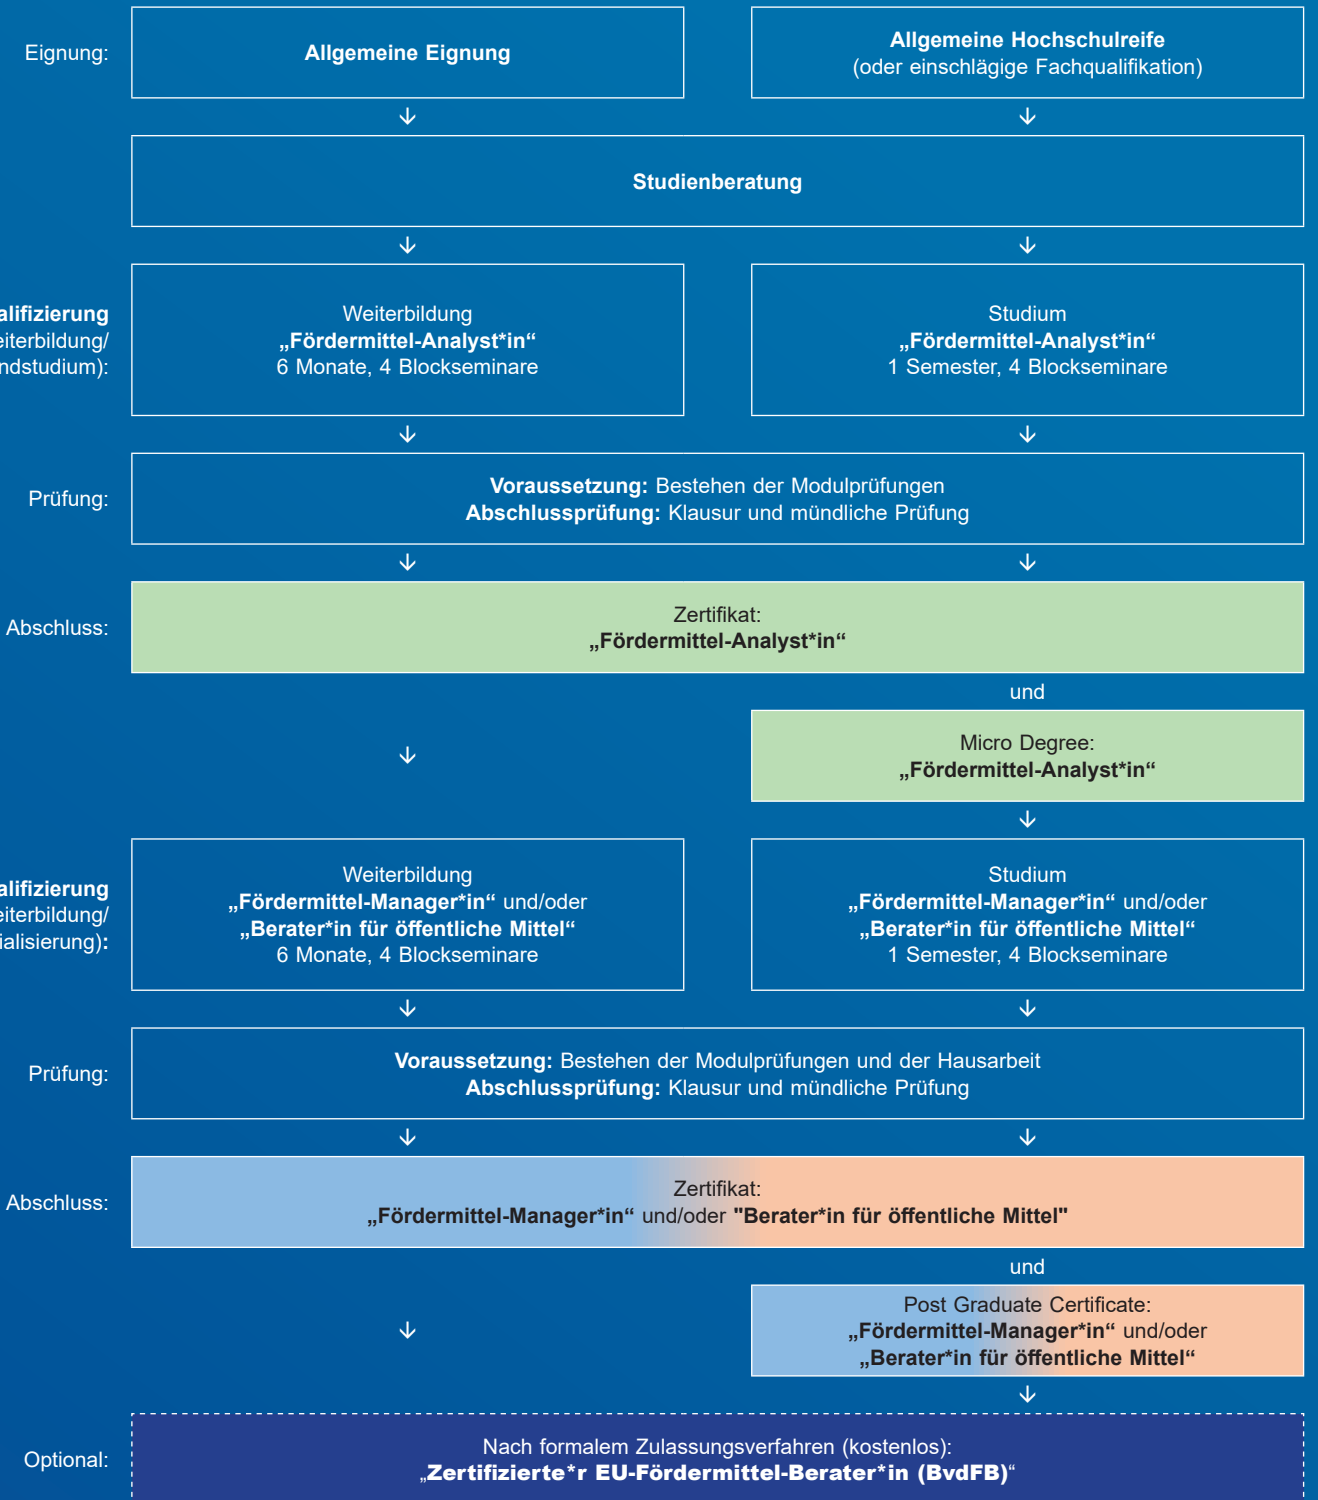 Eignung:
Allgemeine Eignung
Allgemeine Hochschulreife
(oder einschlägige Fachqualifikation)
Studienberatung
alifizierung
eiterbildung/
ndstudium):
Weiterbildung
„Fördermittel-Analyst*in“
6 Monate, 4 Blockseminare
Studium
„Fördermittel-Analyst*in“
1 Semester, 4 Blockseminare
Prüfung:
Voraussetzung: Bestehen der Modulprüfungen
Abschlussprüfung: Klausur und mündliche Prüfung
Abschluss:
Zertifikat:
„Fördermittel-Analyst*in“
und
Micro Degree:
„Fördermittel-Analyst*in“
alifizierung
eiterbildung/
ialisierung):
Weiterbildung
„Fördermittel-Manager*in“ und/oder
„Berater*in für öffentliche Mittel“
6 Monate, 4 Blockseminare
Studium
„Fördermittel-Manager*in“ und/oder
„Berater*in für öffentliche Mittel“
1 Semester, 4 Blockseminare
Prüfung:
Voraussetzung: Bestehen der Modulprüfungen und der Hausarbeit
Abschlussprüfung: Klausur und mündliche Prüfung
Abschluss:
Zertifikat:
„Fördermittel-Manager*in“ und/oder "Berater*in für öffentliche Mittel"
und
Post Graduate Certificate:
„Fördermittel-Manager*in“ und/oder
„Berater*in für öffentliche Mittel“
Optional:
Nach formalem Zulassungsverfahren (kostenlos):
„Zertifizierte*r EU-Fördermittel-Berater*in (BvdFB)“